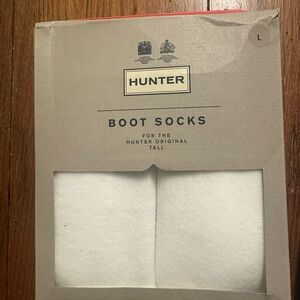 L
HUNTER
BOOT SOCKS
FOR THE
HUNTER ORIGINAL
TALL